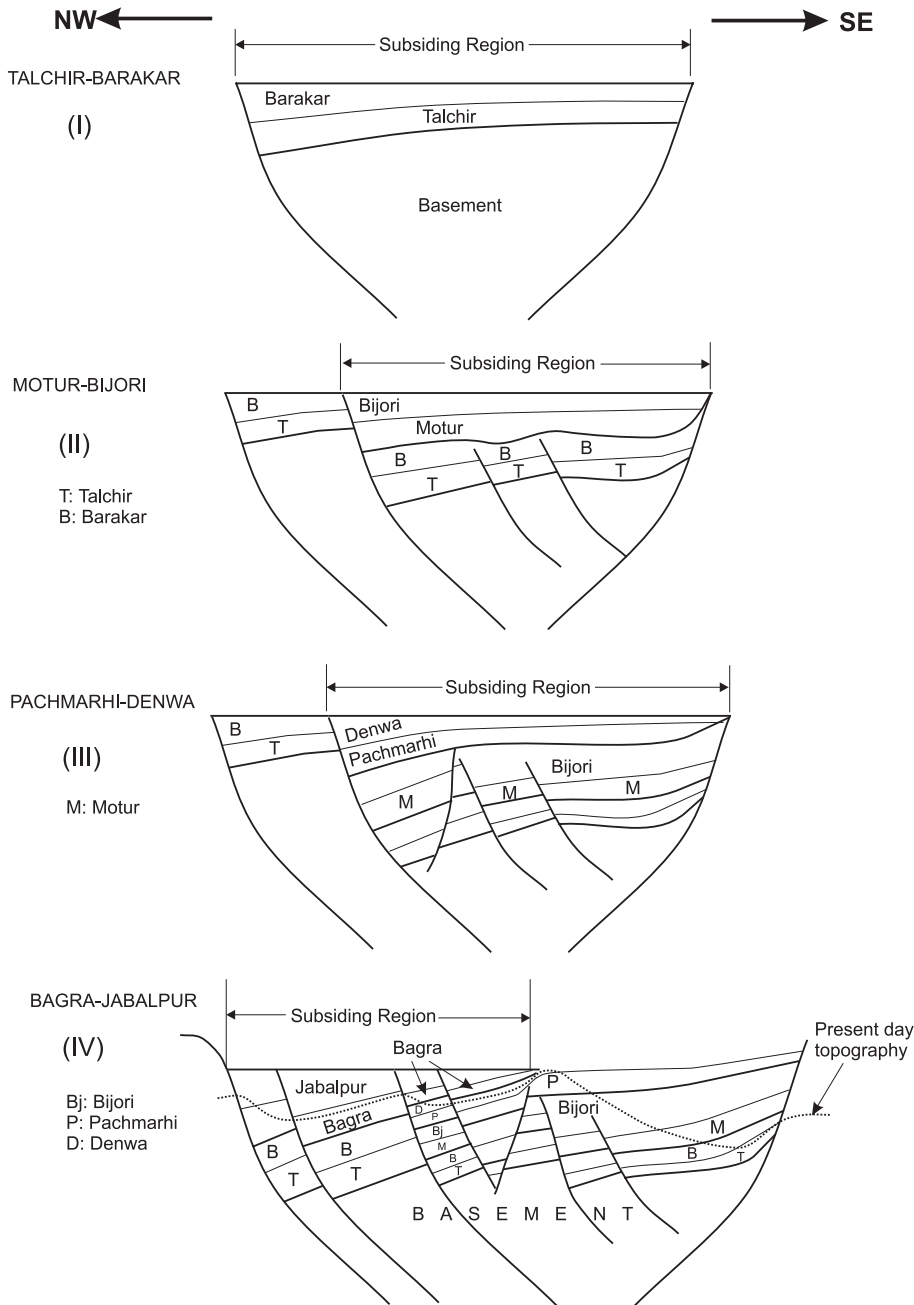 NW
SE
Subsiding Region
TALCHIR-BARAKAR
(I)
Barakar
Talchir
Basement
Subsiding Region
MOTUR-BIJORI
(II)
T: Talchir
B: Barakar
B
T
Bijori
Motur
B
B
B
T
T
T
Subsiding Region
PACHMARHI-DENWA
(III)
M: Motur
B
T
Denwa
Pachmarhi
Bijori
M
M
M
BAGRA-JABALPUR
(IV)
Bj: Bijori
P: Pachmarhi
D: Denwa
Subsiding Region
Bagra
Present day
topography
Jabalpur
Bagra
B
T
B
T
D
P
Bj
M
B
T
P
Bijori
M
B
T
B A S E M E N T